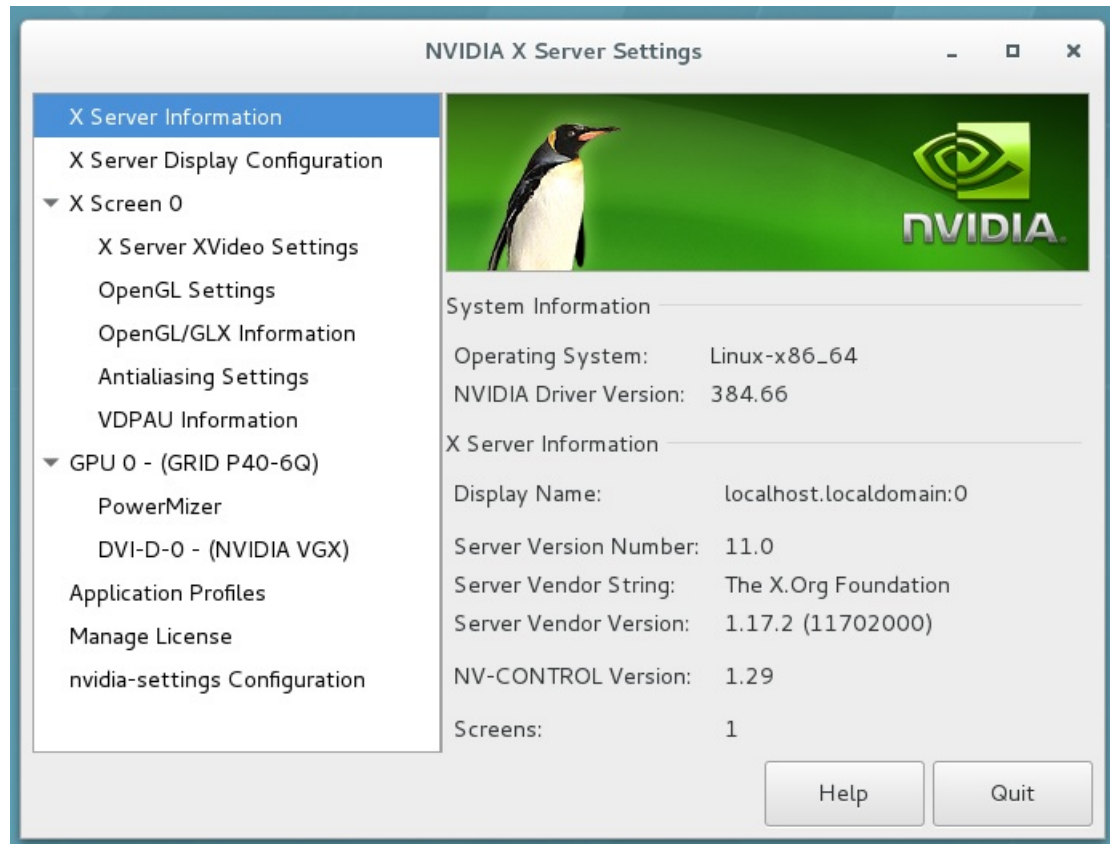 NVIDIA X Server Settings
X Server Information
X Server Display Configuration
X Screen 0
X Server XVideo Settings
OpenGL Settings
OpenGL/GLX Information
Antialiasing Settings
VDPAU Information
GPU 0 - (GRID P40-6Q)
PowerMizer
DVI-D-0 - (NVIDIA VGX)
Application Profiles
Manage License
nvidia-settings Configuration
NVIDIA.
System Information
Operating System: Linux-x86_64
NVIDIA Driver Version: 384.66
X Server Information
Display Name: localhost.localdomain:0
Server Version Number: 11.0
Server Vendor String: The X.Org Foundation
Server Vendor Version: 1.17.2 (11702000)
NV-CONTROL Version: 1.29
Screens: 1
Help Quit